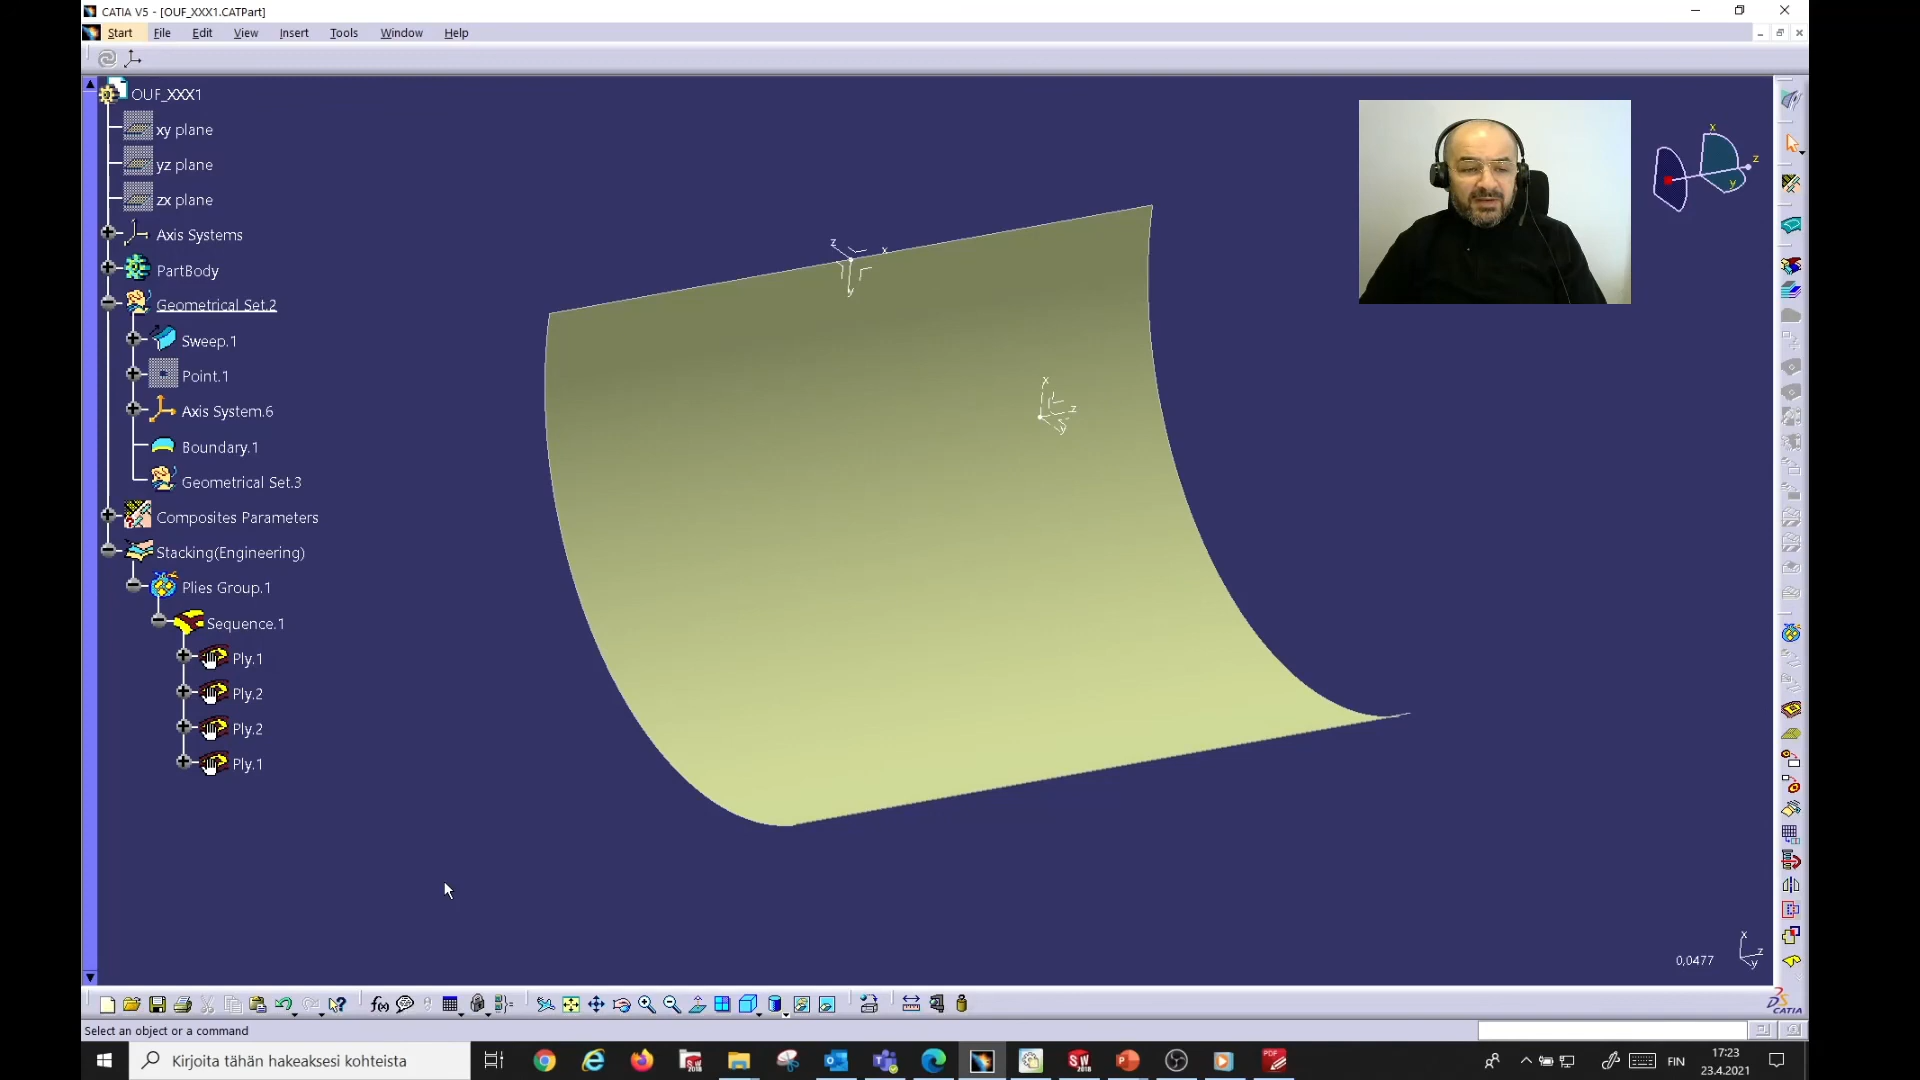 CATIA V5 - [OUF_XXX1.CATPart]
Start File Edit View Insert Tools Window Help
OUF_XXX1
xy plane
yz plane
zx plane
Axis Systems
PartBody
Geometrical Set.2
Sweep.1
Point.1
Axis System.6
Boundary.1
Geometrical Set.3
Composites Parameters
Stacking(Engineering)
Plies Group.1
Sequence.1
Ply.1
Ply.2
Ply.2
Ply.1
z x
y
x
z
y
x
z
y
x
z
y
0,0477
f(x)
CATIA
Select an object or a command
Kirjoita tähän hakeaksesi kohteista
FIN
17:23
23.4.2021